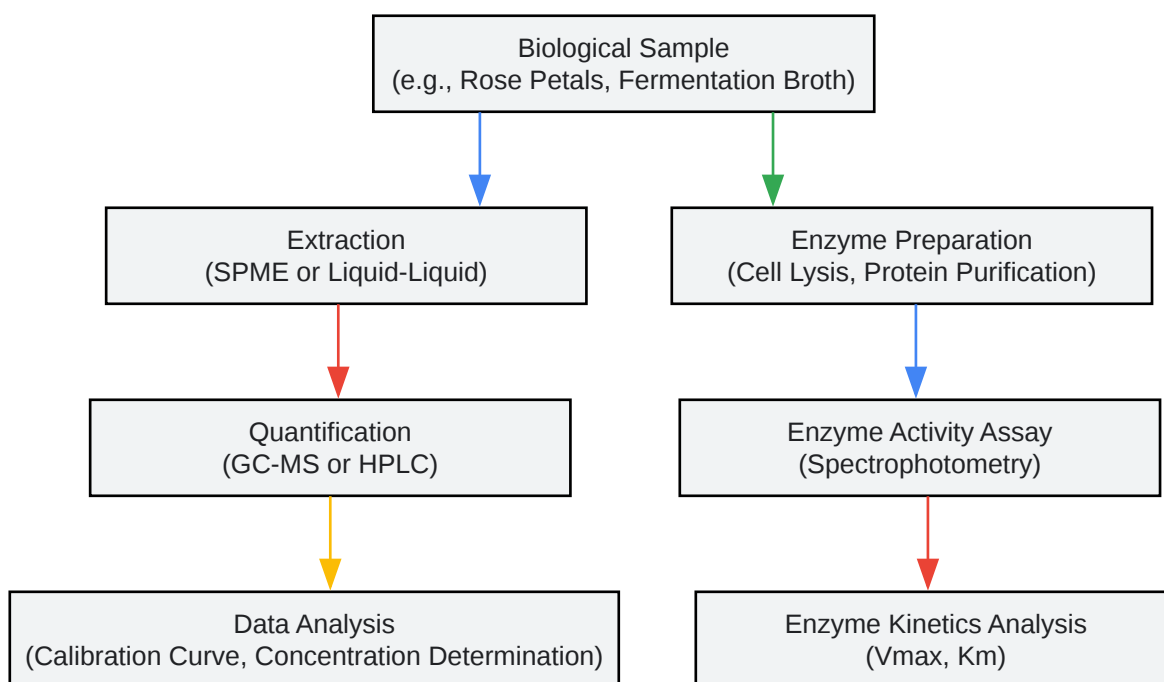 Biological Sample
(e.g., Rose Petals, Fermentation Broth)
Extraction
(SPME or Liquid-Liquid)
Enzyme Preparation
(Cell Lysis, Protein Purification)
Quantification
(GC-MS or HPLC)
Enzyme Activity Assay
(Spectrophotometry)
Data Analysis
(Calibration Curve, Concentration Determination)
Enzyme Kinetics Analysis
(Vmax, Km)